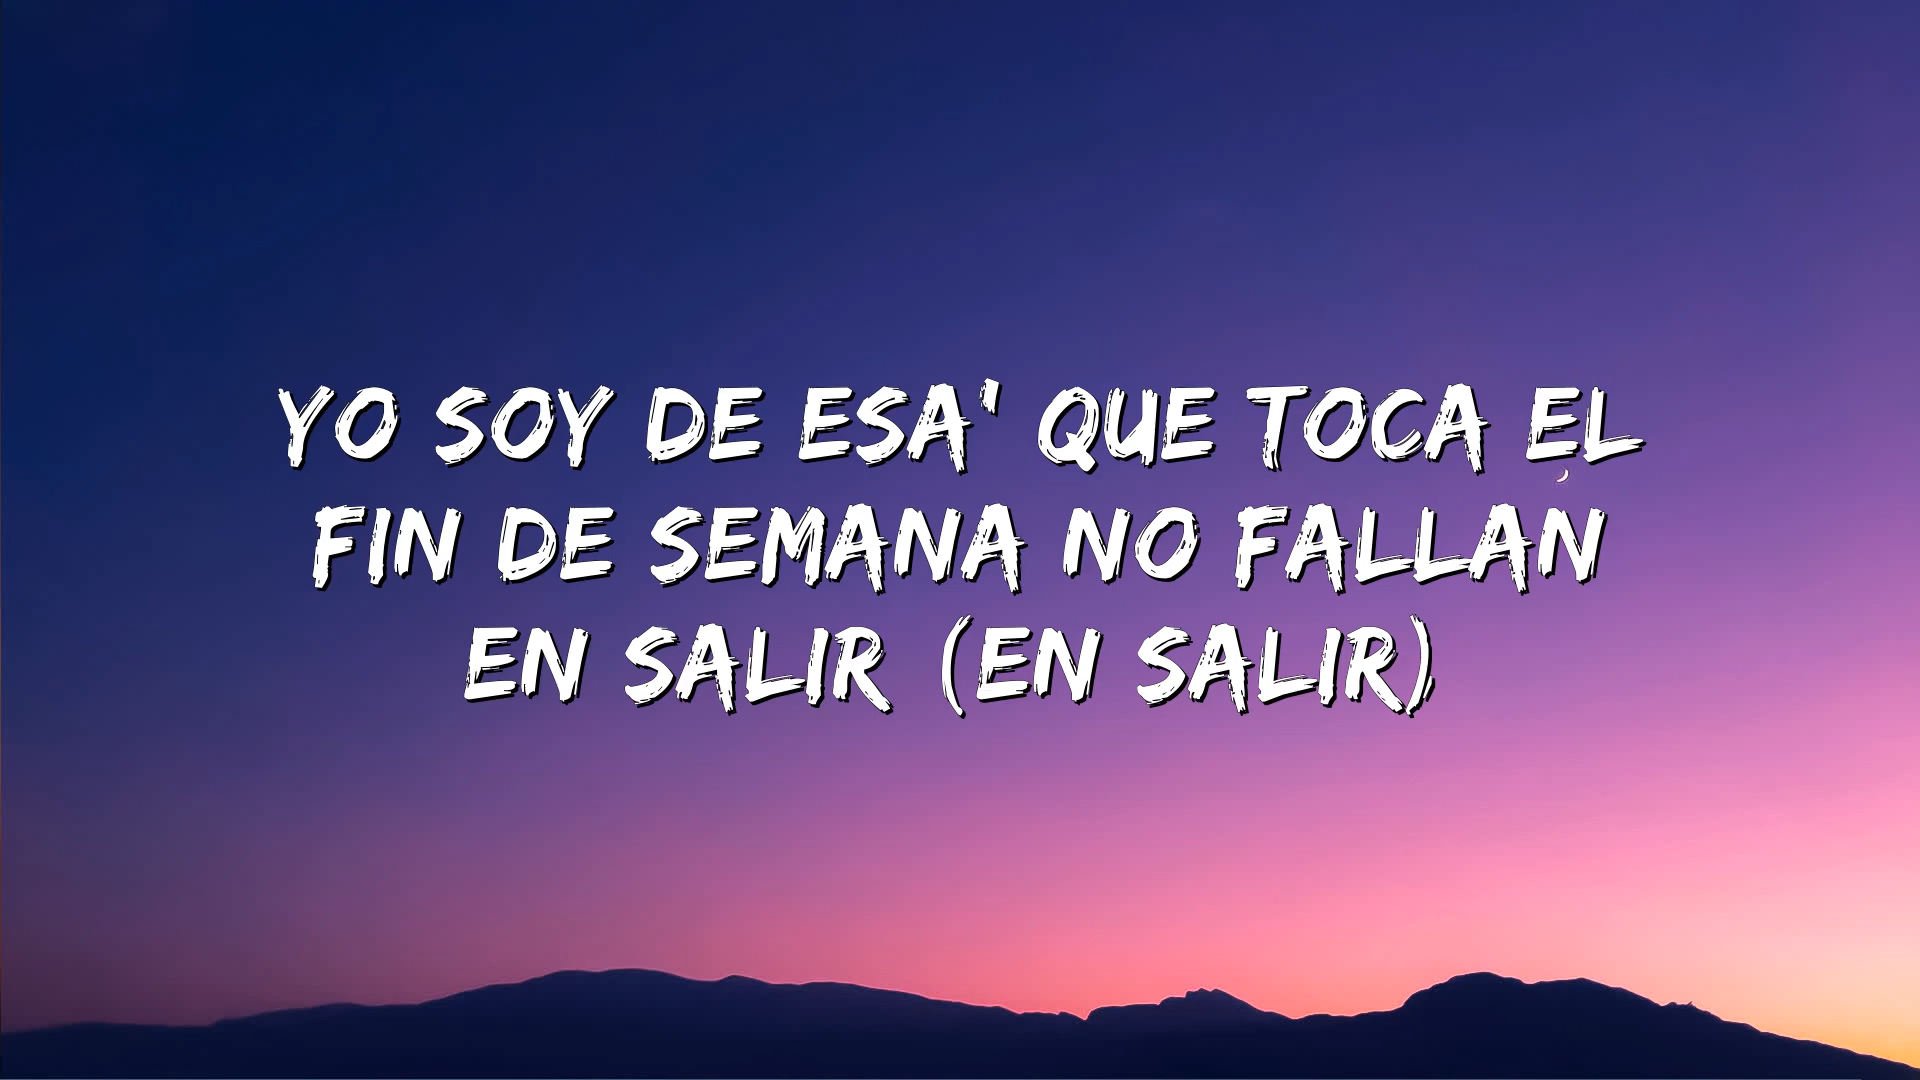 YO SOY DE ESA' QUE TOCA EL
FIN DE SEMANA NO FALLAN
EN SALIR (EN SALIR)